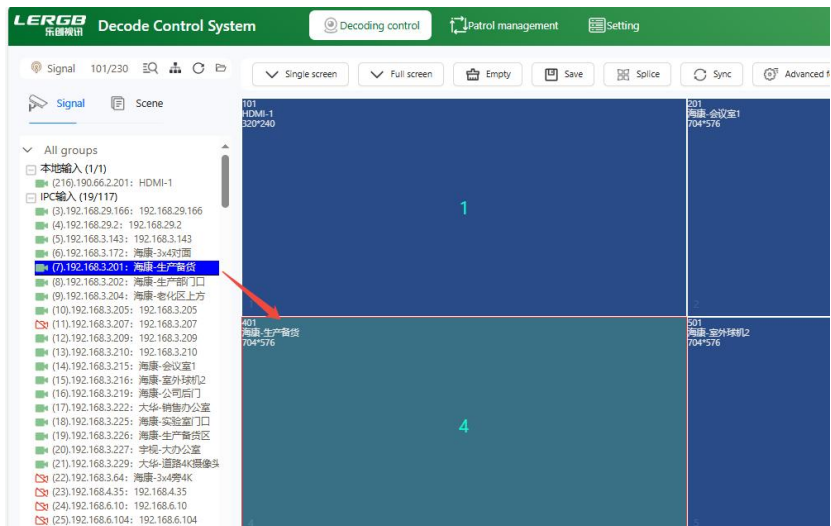 LERGB
乐囿视讯
Decode Control System
Decoding control
Patrol management
Setting
Signal 101/230
Single screen
Full screen
Empty
Save
Splice
Sync
Advanced f
Signal
Scene
All groups
本地输入 (1/1)
(216).190.66.2.201: HDMI-1
IPC输入 (19/117)
(3).192.168.29.166: 192.168.29.166
(4).192.168.29.2: 192.168.29.2
(5).192.168.3.143: 192.168.3.143
(6).192.168.3.172: 海康-3x4对面
(7).192.168.3.201: 海康-生产备货
(8).192.168.3.202: 海康-生产部门口
(9).192.168.3.204: 海康-老化区上方
(10).192.168.3.205: 192.168.3.205
(11).192.168.3.207: 192.168.3.207
(12).192.168.3.209: 192.168.3.209
(13).192.168.3.210: 192.168.3.210
(14).192.168.3.215: 海康-会议室1
(15).192.168.3.216: 海康-室外球机2
(16).192.168.3.219: 海康-公司后门
(17).192.168.3.222: 大华-销售办公室
(18).192.168.3.225: 海康-实验室门口
(19).192.168.3.226: 海康-生产备货区
(20).192.168.3.227: 宇视-大办公室
(21).192.168.3.229: 大华-道路4K摄像头
(22).192.168.3.64: 海康-3x4旁4K
(23).192.168.4.35: 192.168.4.35
(24).192.168.6.10: 192.168.6.10
(25).192.168.6.104: 192.168.6.104
101
HDMI-1
320*240
1
201
海康-会议室1
704*576
2
401
海康-生产备货
704*576
4
4
501
海康-室外球机2
704*576
5